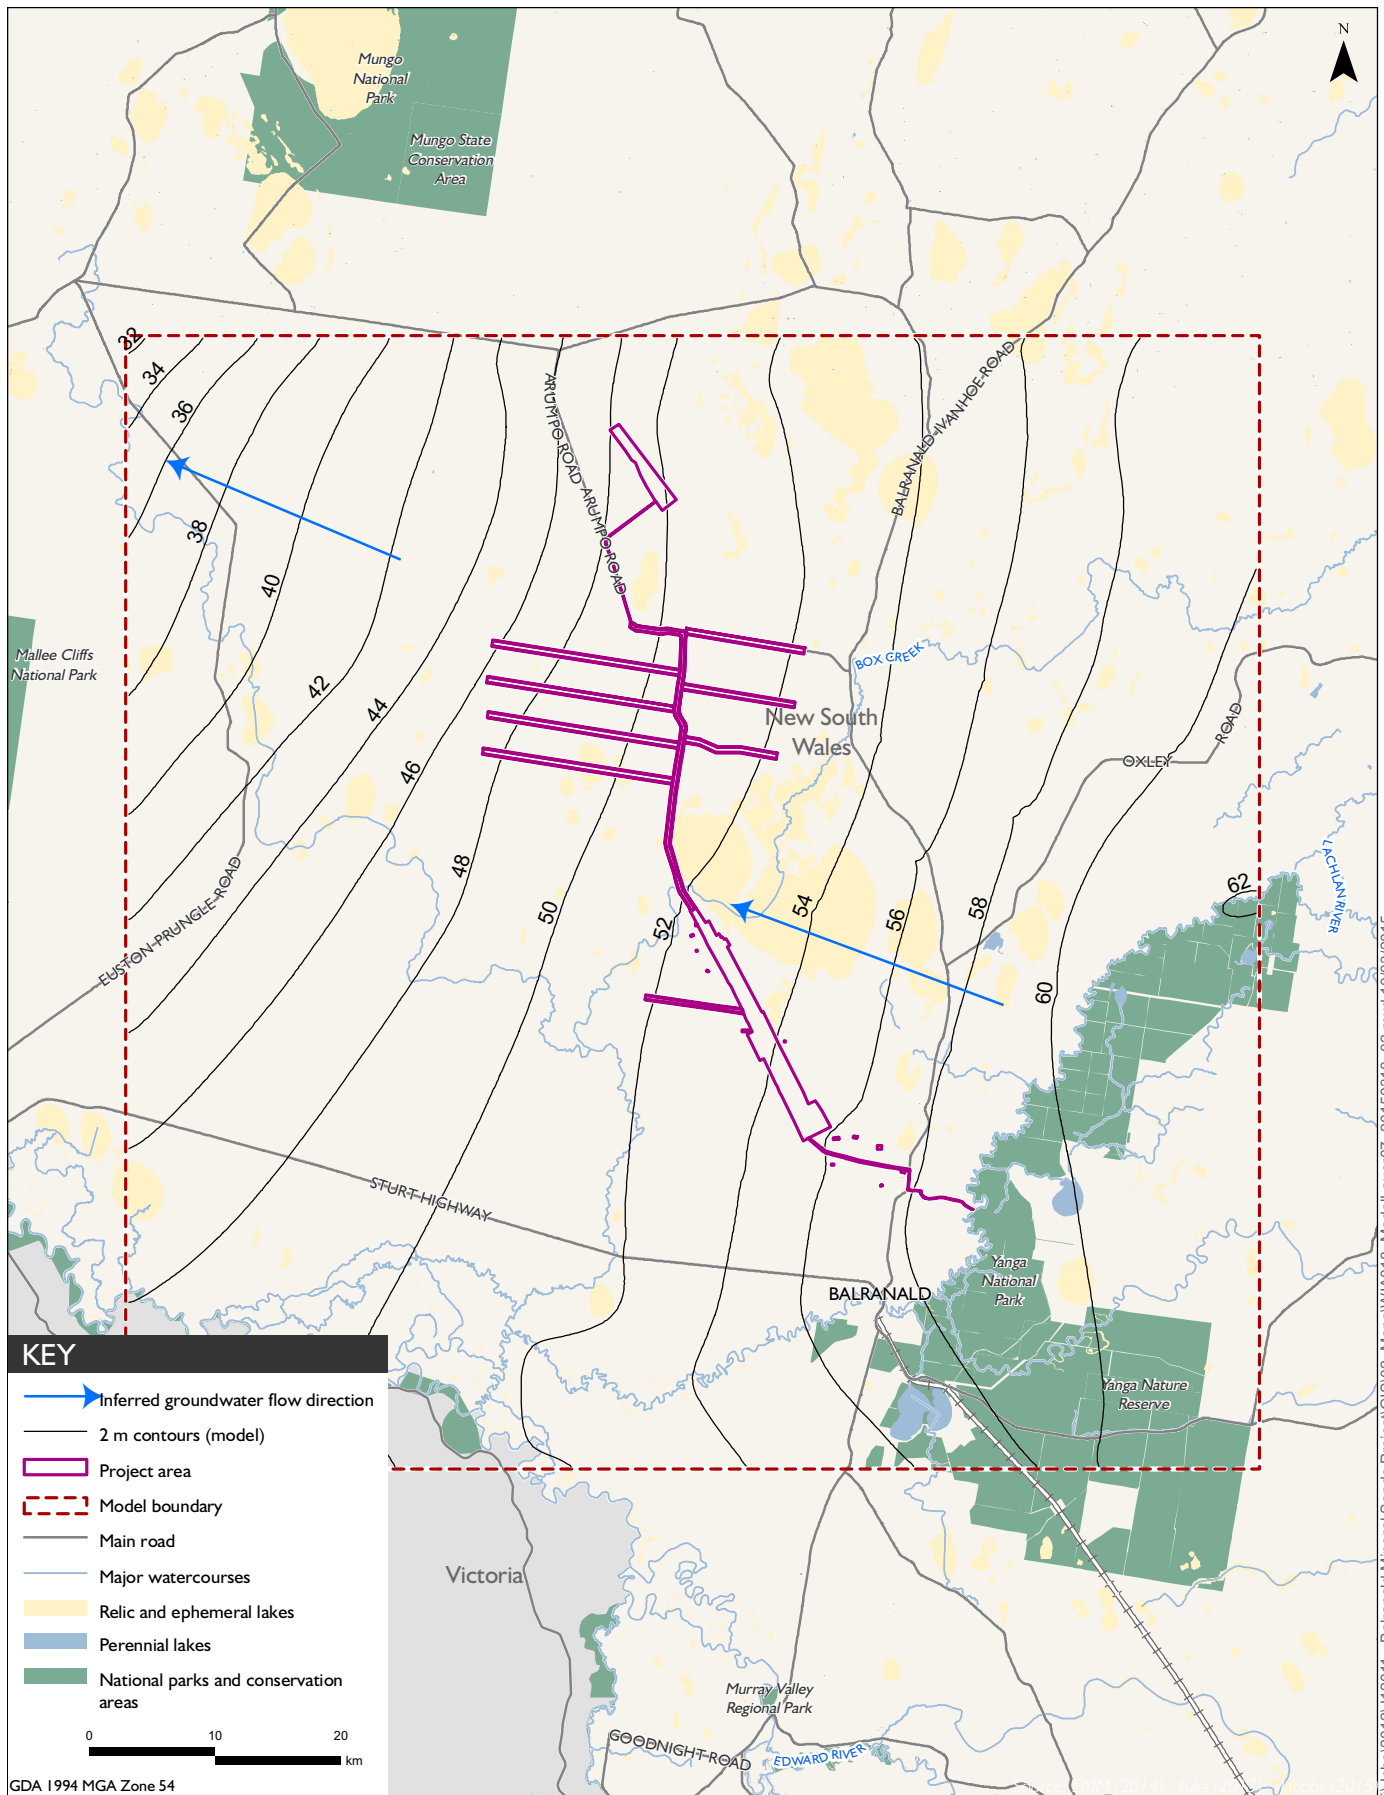 N
Mungo
National
Park
Mungo State
Conservation
Area
32
34
36
38
40
42
44
46
48
50
52
54
56
58
60
62
ARUMPO ROAD
ARUMPO ROAD
BALRANALD-IVANHOE ROAD
Mallee Cliffs
National Park
BOX CREEK
New South
Wales
OXLEY
ROAD
LACHLAN RIVER
EUSTON-PRUNGLE ROAD
STURT HIGHWAY
Yanga
National
Park
BALRANALD
Yanga Nature
Reserve
Victoria
Murray Valley
Regional Park
GOODNIGHT ROAD
EDWARD RIVER
KEY
Inferred groundwater flow direction
2 m contours (model)
Project area
Model boundary
Main road
Major watercourses
Relic and ephemeral lakes
Perennial lakes
National parks and conservation
areas
0 10 20
km
GDA 1994 MGA Zone 54